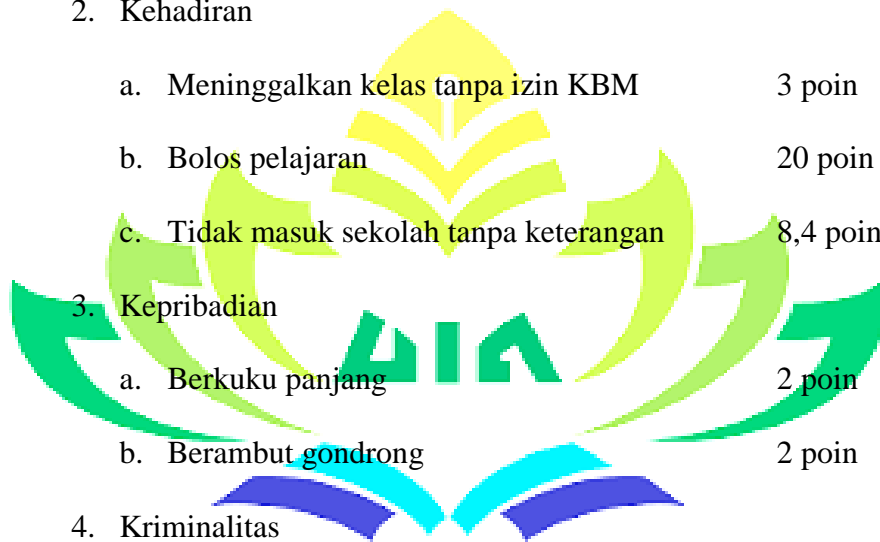 2. Kehadiran
a. Meninggalkan kelas tanpa izin KBM 3 poin
b. Bolos pelajaran 20 poin
c. Tidak masuk sekolah tanpa keterangan 8,4 poin
3. Kepribadian
a. Berkuku panjang 2 poin
b. Berambut gondrong 2 poin
4. Kriminalitas